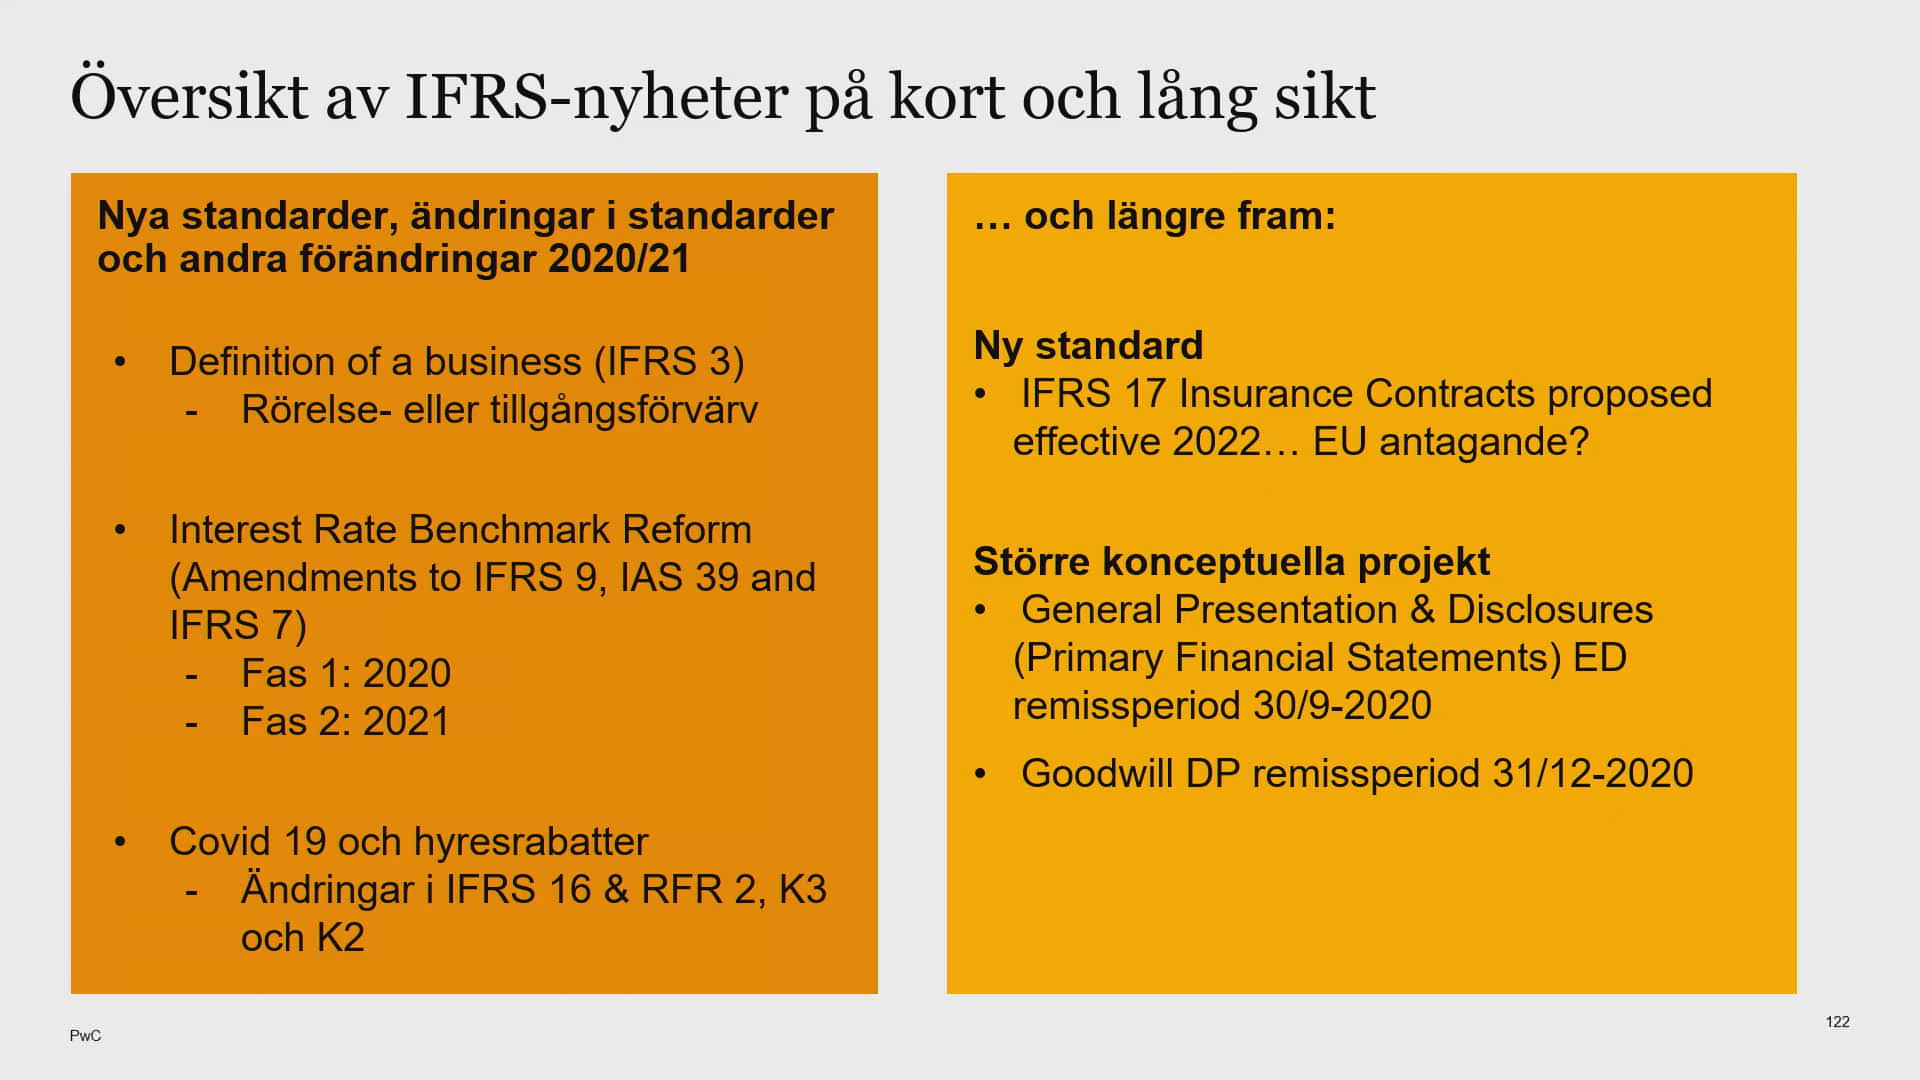 Översikt av IFRS-nyheter på kort och lång sikt
Nya standarder, ändringar i standarder
och andra förändringar 2020/21
• Definition of a business (IFRS 3)
- Rörelse- eller tillgångsförvärv
• Interest Rate Benchmark Reform
(Amendments to IFRS 9, IAS 39 and
IFRS 7)
- Fas 1: 2020
- Fas 2: 2021
• Covid 19 och hyresrabatter
- Ändringar i IFRS 16 & RFR 2, K3
och K2
… och längre fram:
Ny standard
• IFRS 17 Insurance Contracts proposed
effective 2022… EU antagande?
Större konceptuella projekt
• General Presentation & Disclosures
(Primary Financial Statements) ED
remissperiod 30/9-2020
• Goodwill DP remissperiod 31/12-2020
PwC
122